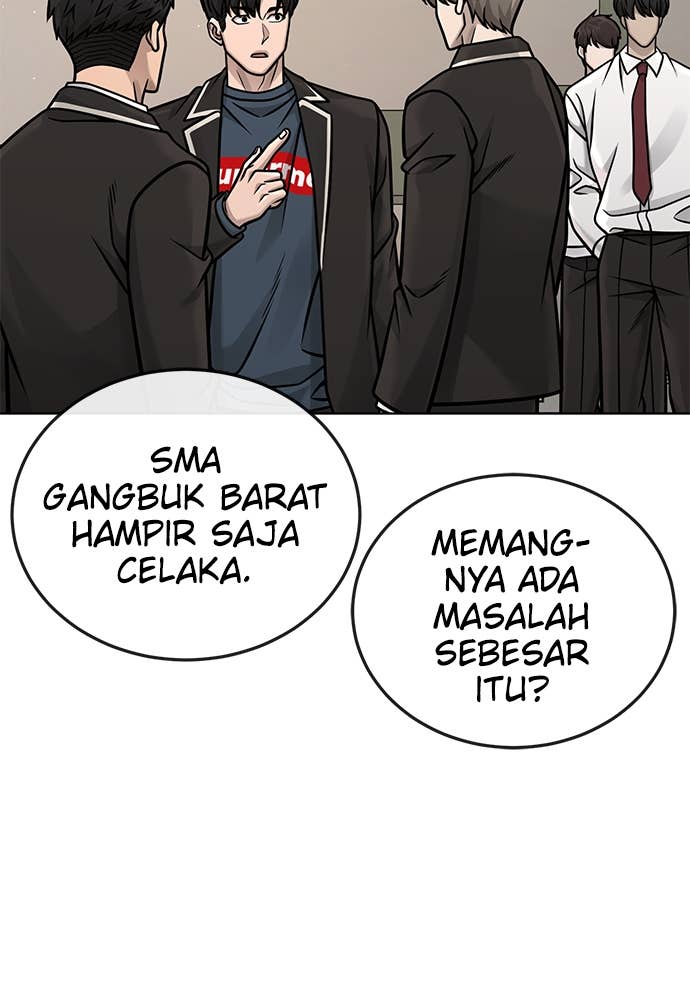 SMA
GANGBUK BARAT
HAMPIR SAJA
CELAKA.
MEMANG-
NYA ADA
MASALAH
SEBESAR
ITU?